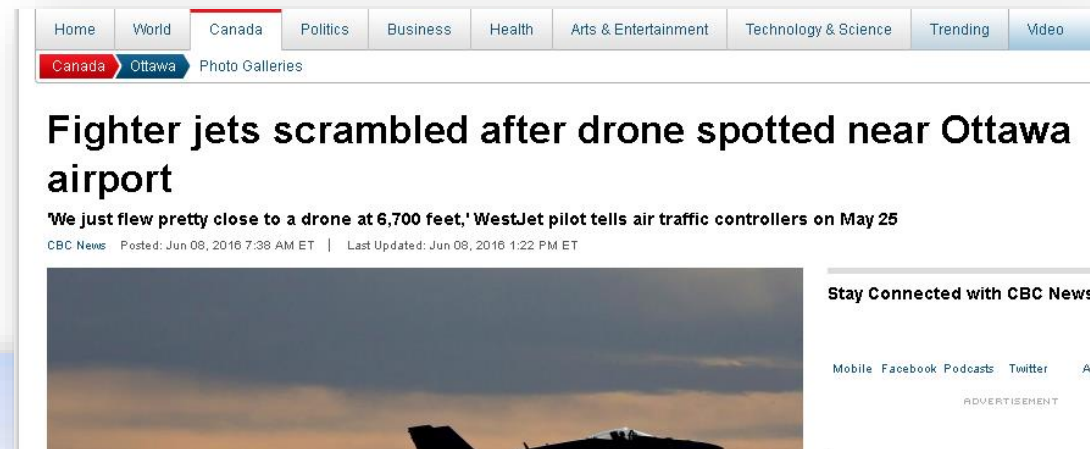 Home World Canada Politics Business Health Arts & Entertainment Technology & Science Trending Video
Canada Ottawa Photo Galleries
Fighter jets scrambled after drone spotted near Ottawa
airport
'We just flew pretty close to a drone at 6,700 feet,' WestJet pilot tells air traffic controllers on May 25
CBC News Posted: Jun 08, 2016 7:38 AM ET | Last Updated: Jun 08, 2016 1:22 PM ET
Stay Connected with CBC News
Mobile Facebook Podcasts Twitter A
ADVERTISEMENT